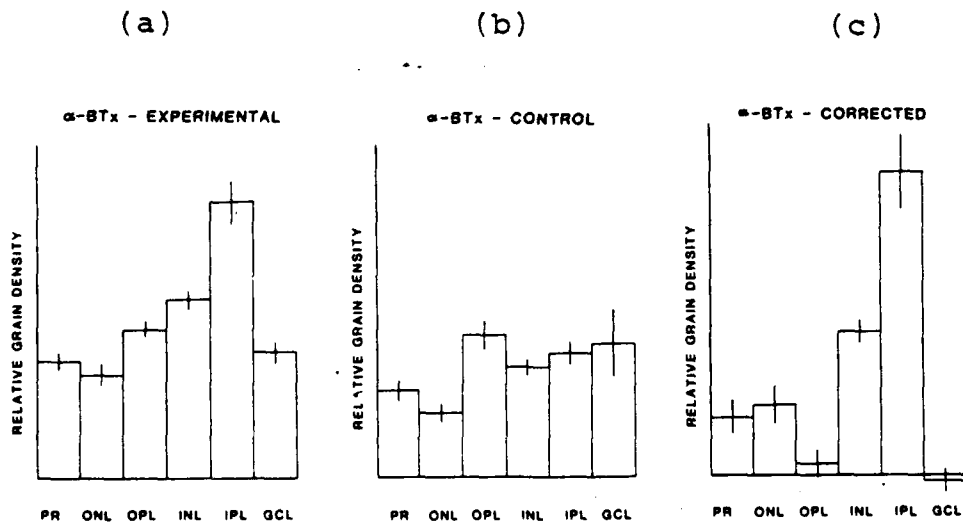 (a) (b) (c)
α-BTx - EXPERIMENTAL
α-BTx - CONTROL
α-BTx - CORRECTED
RELATIVE GRAIN DENSITY
RELATIVE GRAIN DENSITY
RELATIVE GRAIN DENSITY
PR ONL OPL INL IPL GCL
PR ONL OPL INL IPL GCL
PR ONL OPL INL IPL GCL